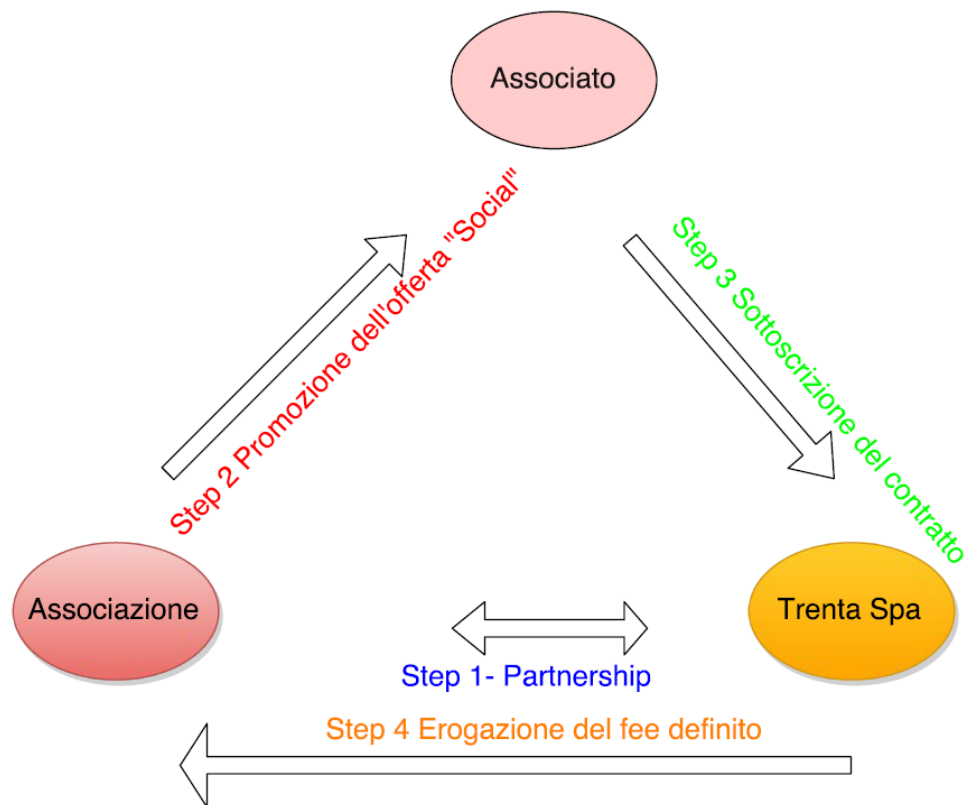 Associato
Step 2 Promozione dell'offerta "Social"
Step 3 Sottoscrizione del contratto
Associazione
Trenta Spa
Step 1- Partnership
Step 4 Erogazione del fee definito